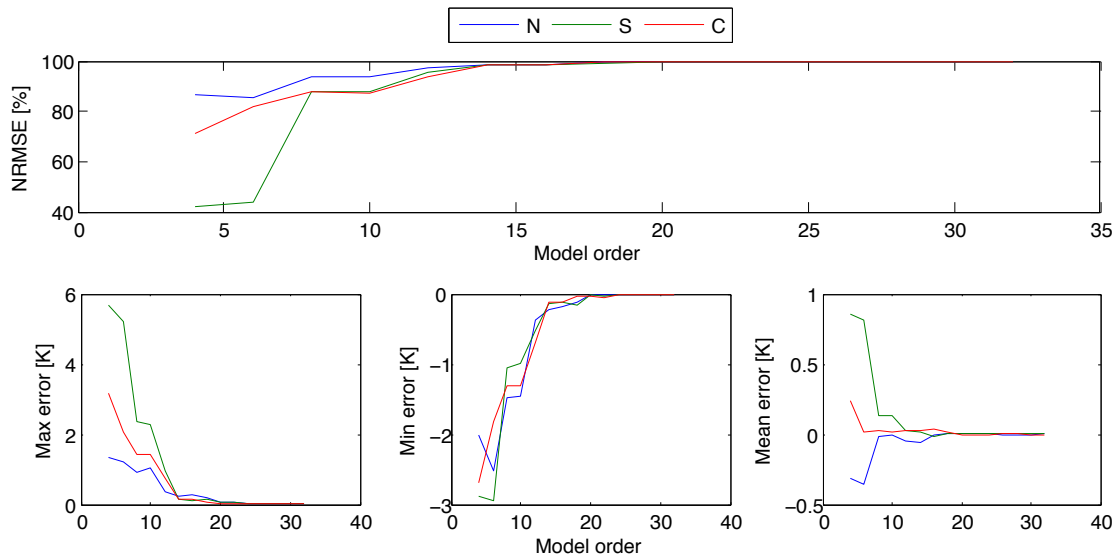 N S C
NRMSE [%]
100
80
60
40
0 5 10 15 20 25 30 35
Model order
Max error [K]
6
4
2
0
0 10 20 30 40
Min error [K]
0
−1
−2
−3
0 10 20 30 40
Model order
Mean error [K]
1
0.5
0
−0.5
0 10 20 30 40